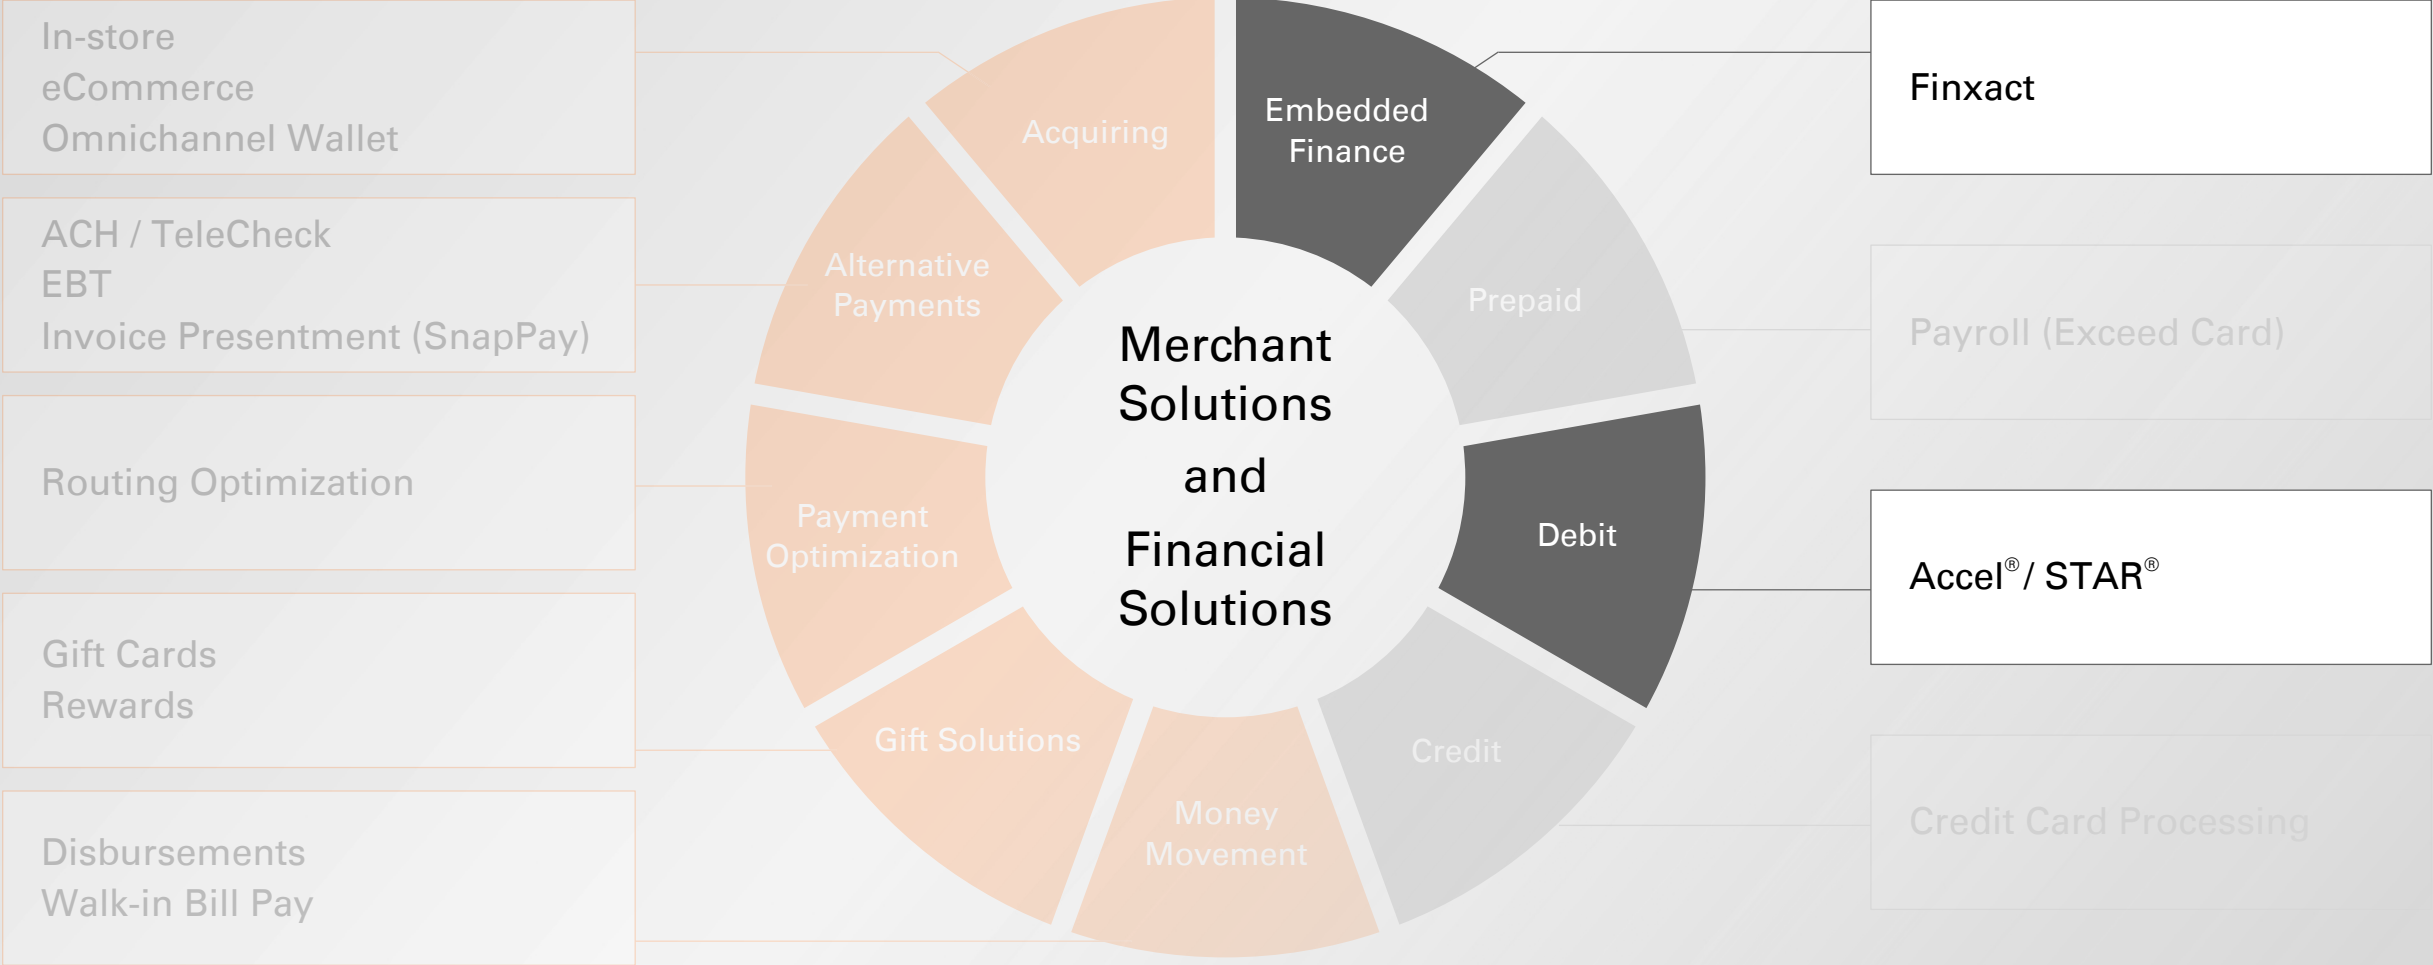 In-store
eCommerce
Omnichannel Wallet
ACH / TeleCheck
EBT
Invoice Presentment (SnapPay)
Routing Optimization
Gift Cards
Rewards
Disbursements
Walk-in Bill Pay
Acquiring
Alternative
Payments
Payment
Optimization
Gift Solutions
Money
Movement
Merchant
Solutions
and
Financial
Solutions
Embedded
Finance
Prepaid
Debit
Credit
Finxact
Payroll (Exceed Card)
Accel®/ STAR®
Credit Card Processing